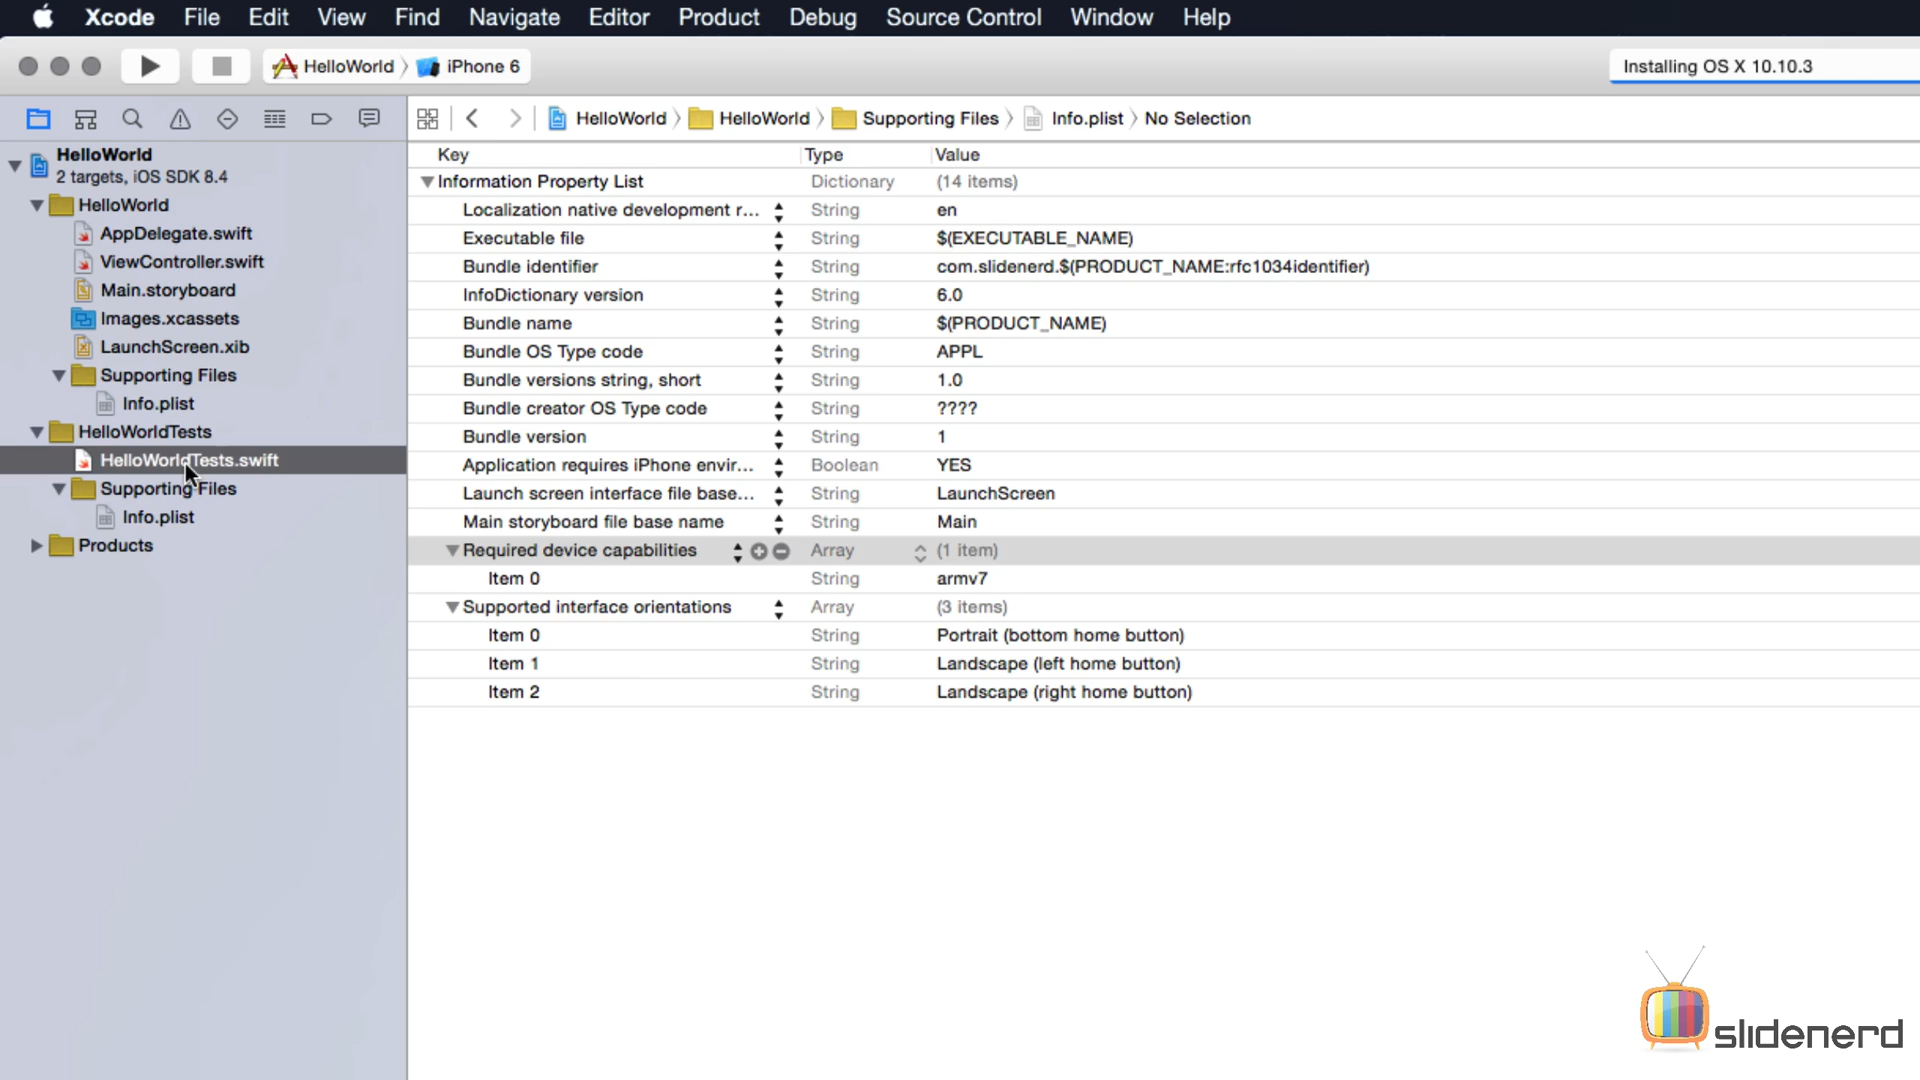 Xcode File Edit View Find Navigate Editor Product Debug Source Control Window Help
HelloWorld iPhone 6 Installing OS X 10.10.3
HelloWorld HelloWorld Supporting Files Info.plist No Selection
HelloWorld
2 targets, iOS SDK 8.4
HelloWorld
AppDelegate.swift
ViewController.swift
Main.storyboard
Images.xcassets
LaunchScreen.xib
Supporting Files
Info.plist
HelloWorldTests
HelloWorldTests.swift
Supporting Files
Info.plist
Products
Key Type Value
Information Property List Dictionary (14 items)
Localization native development r... String en
Executable file String $(EXECUTABLE_NAME)
Bundle identifier String com.slidenerd.$(PRODUCT_NAME:rfc1034identifier)
InfoDictionary version String 6.0
Bundle name String $(PRODUCT_NAME)
Bundle OS Type code String APPL
Bundle versions string, short String 1.0
Bundle creator OS Type code String ????
Bundle version String 1
Application requires iPhone envir... Boolean YES
Launch screen interface file base... String LaunchScreen
Main storyboard file base name String Main
Required device capabilities Array (1 item)
Item 0 String armv7
Supported interface orientations Array (3 items)
Item 0 String Portrait (bottom home button)
Item 1 String Landscape (left home button)
Item 2 String Landscape (right home button)
slidenerd